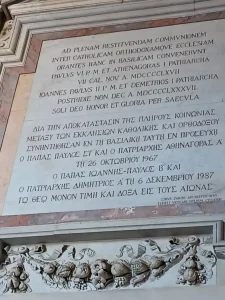 AD PLENAM RESTITVENDAM COMMVNIONEM
INTER CATHOLICAM ORTHODOXAMQVE ECCLESIAM
ORANTES HANC IN BASILICAM CONVENERVNT
PAVLVS VI P M ET ATHENAGORAS I PATRIARCHA
VII CAL NOV A MDCCCCLXVII
IOANNES PAVLVS II P M ET DEMETRIOS I PATRIARCHA
POSTRIDIE NON DEC A MDCCCCLXXXVII
SOLI DEO HONOR ET GLORIA PER SAECVLA
ΔΙΑ ΤΗΝ ΑΠΟΚΑΤΑΣΤΑΣΙΝ ΤΗΣ ΠΛΗΡΟΥΣ ΚΟΙΝΩΝΙΑΣ
ΜΕΤΑΞΥ ΤΩΝ ΕΚΚΛΗΣΙΩΝ ΚΑΘΟΛΙΚΗΣ ΚΑΙ ΟΡΘΟΔΟΞΟΥ
ΣΥΝΗΝΤΗΘΗΣΑΝ ΕΝ ΤΗ ΒΑΣΙΛΙΚΗ ΤΑΥΤΗ ΕΝ ΠΡΟΣΕΥΧΗ
Ο ΠΑΠΑΣ ΠΑΥΛΟΣ ΣΤ ΚΑΙ Ο ΠΑΤΡΙΑΡΧΗΣ ΑΘΗΝΑΓΟΡΑΣ Α
ΤΗ 26 ΟΚΤΩΒΡΙΟΥ 1967
Ο ΠΑΠΑΣ ΙΩΑΝΝΗΣ-ΠΑΥΛΟΣ Β ΚΑΙ
Ο ΠΑΤΡΙΑΡΧΗΣ ΔΗΜΗΤΡΙΟΣ Α ΤΗ 6 ΔΕΚΕΜΒΡΙΟΥ 1987
ΤΩ ΘΕΩ ΜΟΝΩ ΤΙΜΗ ΚΑΙ ΔΟΞΑ ΕΙΣ ΤΟΥΣ ΑΙΩΝΑΣ